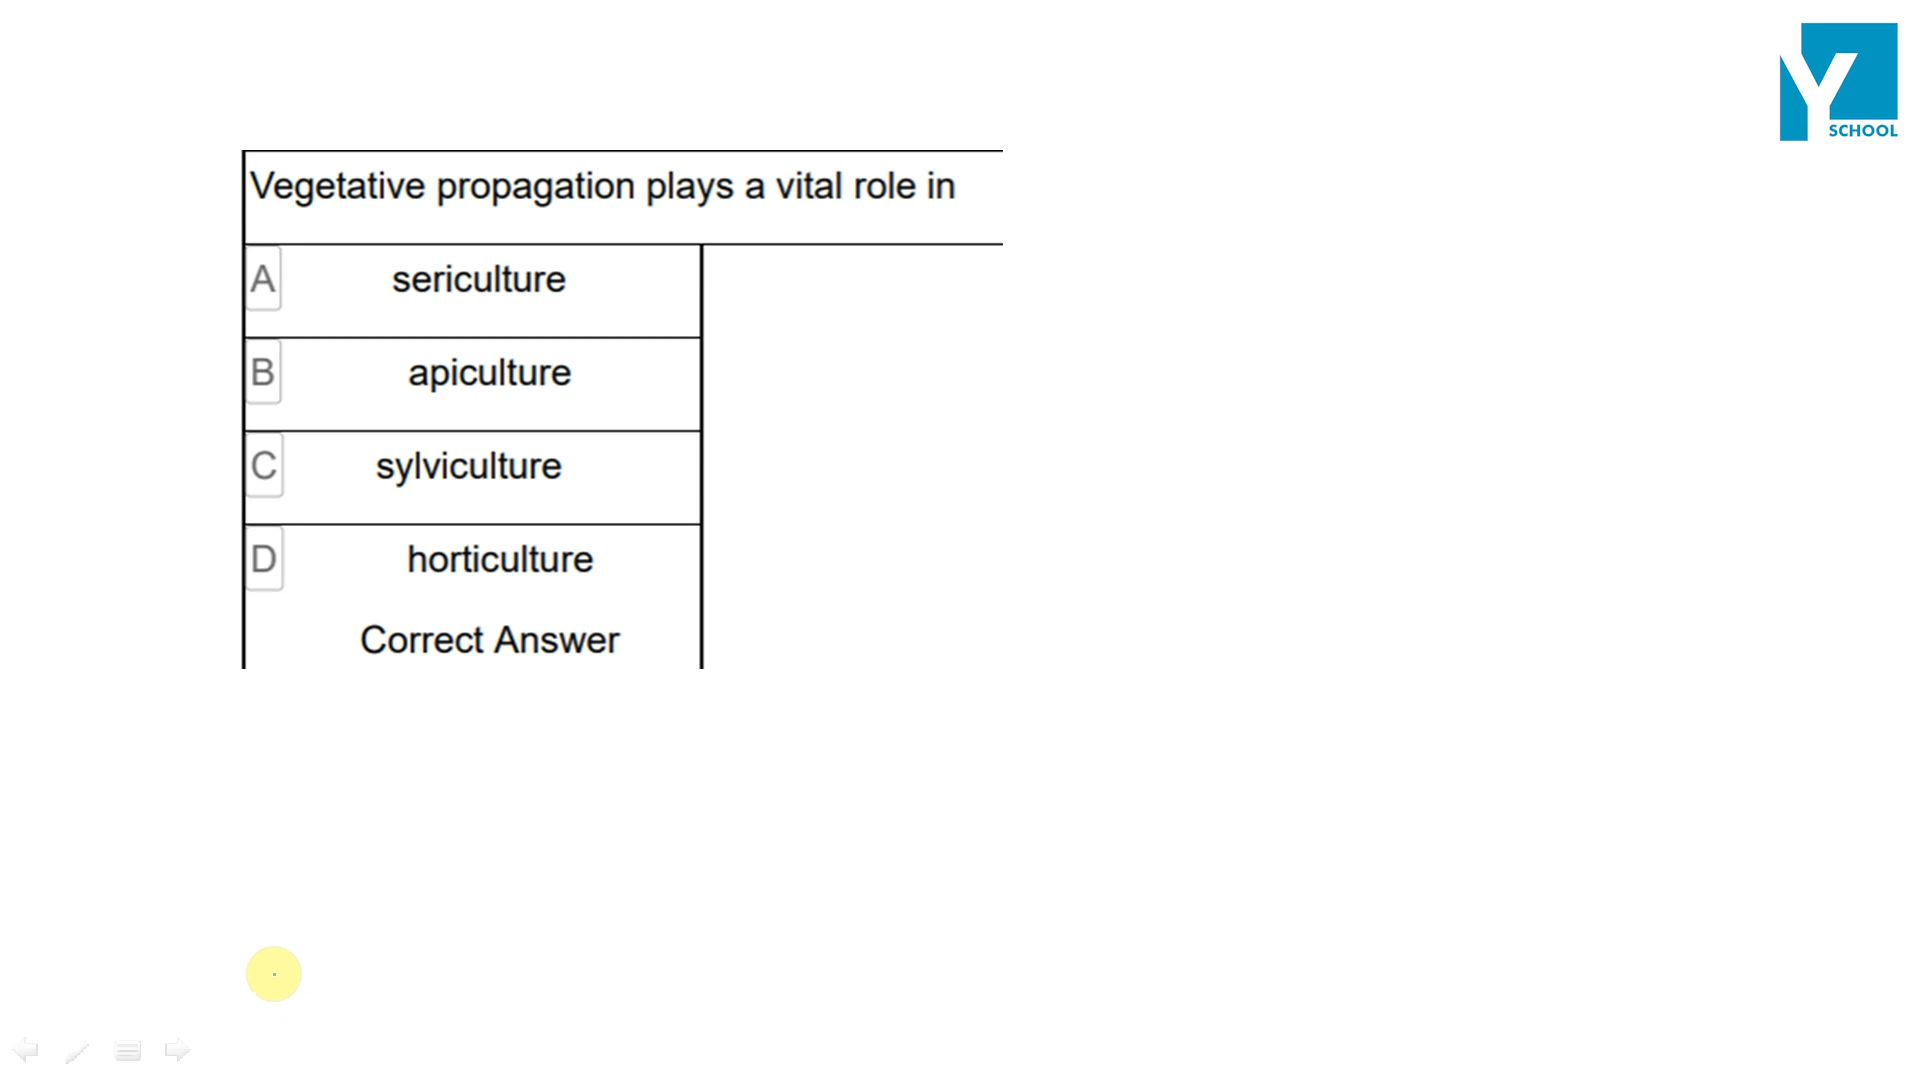 Y
SCHOOL
Vegetative propagation plays a vital role in
A sericulture
B apiculture
C sylviculture
D horticulture
Correct Answer